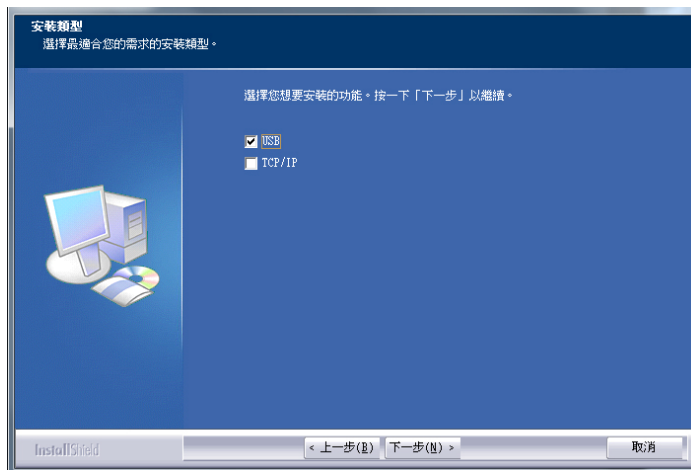 安裝類型
選擇最適合您的需求的安裝類型。
選擇您想要安裝的功能。按一下「下一步」以繼續。
USB
TCP/IP
InstallShield
< 上一步(B)
下一步(N) >
取消